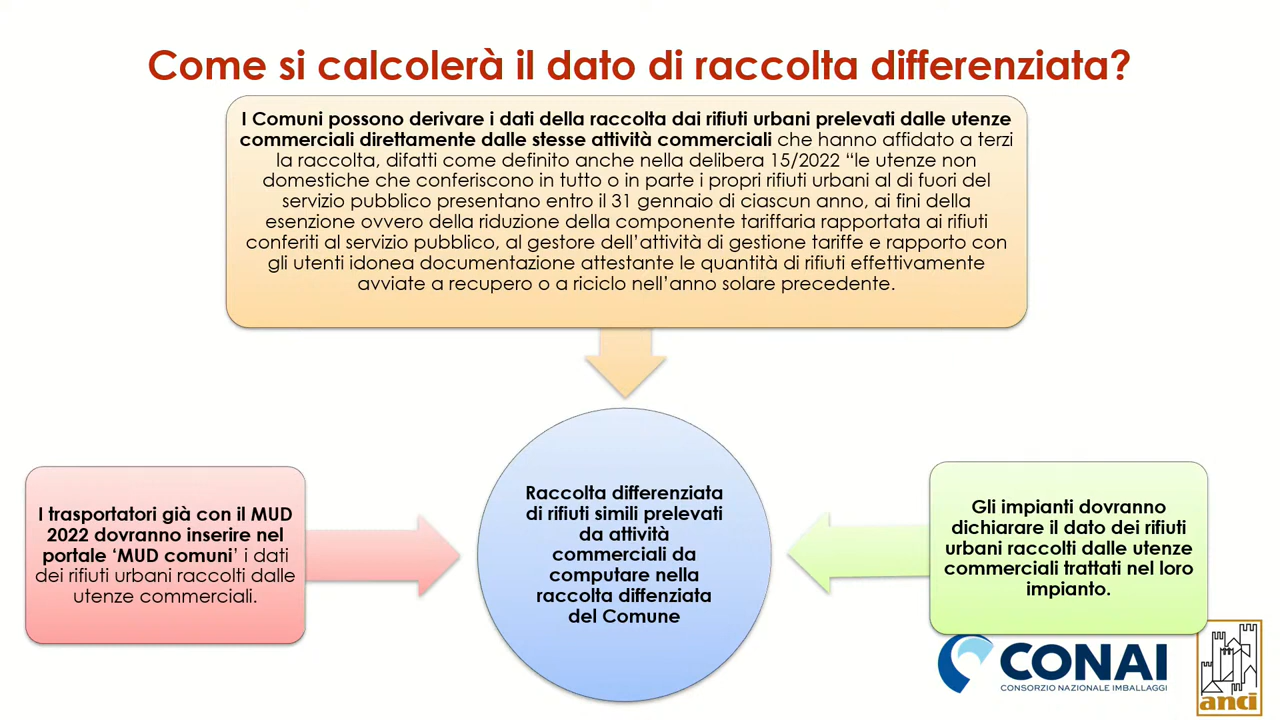 Come si calcolerà il dato di raccolta differenziata?
I Comuni possono derivare i dati della raccolta dai rifiuti urbani prelevati dalle utenze
commerciali direttamente dalle stesse attività commerciali che hanno affidato a terzi
la raccolta, difatti come definito anche nella delibera 15/2022 “le utenze non
domestiche che conferiscono in tutto o in parte i propri rifiuti urbani al di fuori del
servizio pubblico presentano entro il 31 gennaio di ciascun anno, ai fini della
esenzione ovvero della riduzione della componente tariffaria rapportata ai rifiuti
conferiti al servizio pubblico, al gestore dell’attività di gestione tariffe e rapporto con
gli utenti idonea documentazione attestante le quantità di rifiuti effettivamente
avviate a recupero o a riciclo nell’anno solare precedente.
I trasportatori già con il MUD
2022 dovranno inserire nel
portale ‘MUD comuni’ i dati
dei rifiuti urbani raccolti dalle
utenze commerciali.
Raccolta differenziata
di rifiuti simili prelevati
da attività
commerciali da
computare nella
raccolta diffenziata
del Comune
Gli impianti dovranno
dichiarare il dato dei rifiuti
urbani raccolti dalle utenze
commerciali trattati nel loro
impianto.
CONAI
CONSORZIO NAZIONALE IMBALLAGGI
anci